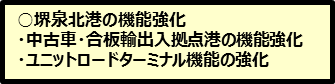 ○堺泉北港の機能強化
･中古車･合板輸出入拠点港の機能強化
･ユニットロードターミナル機能の強化